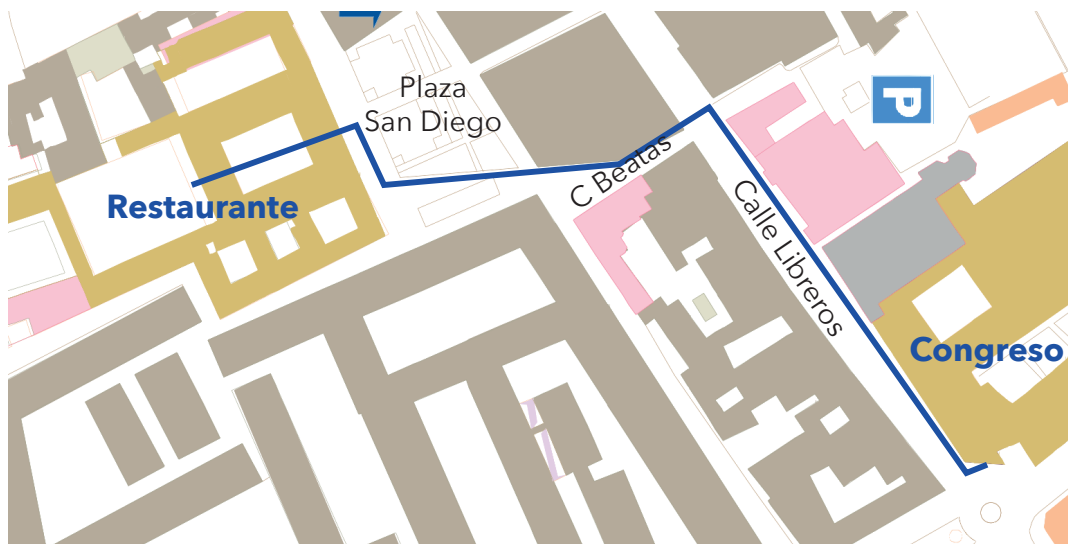 Plaza
San Diego
P
C Beatas
Restaurante
Calle Libreros
Congreso